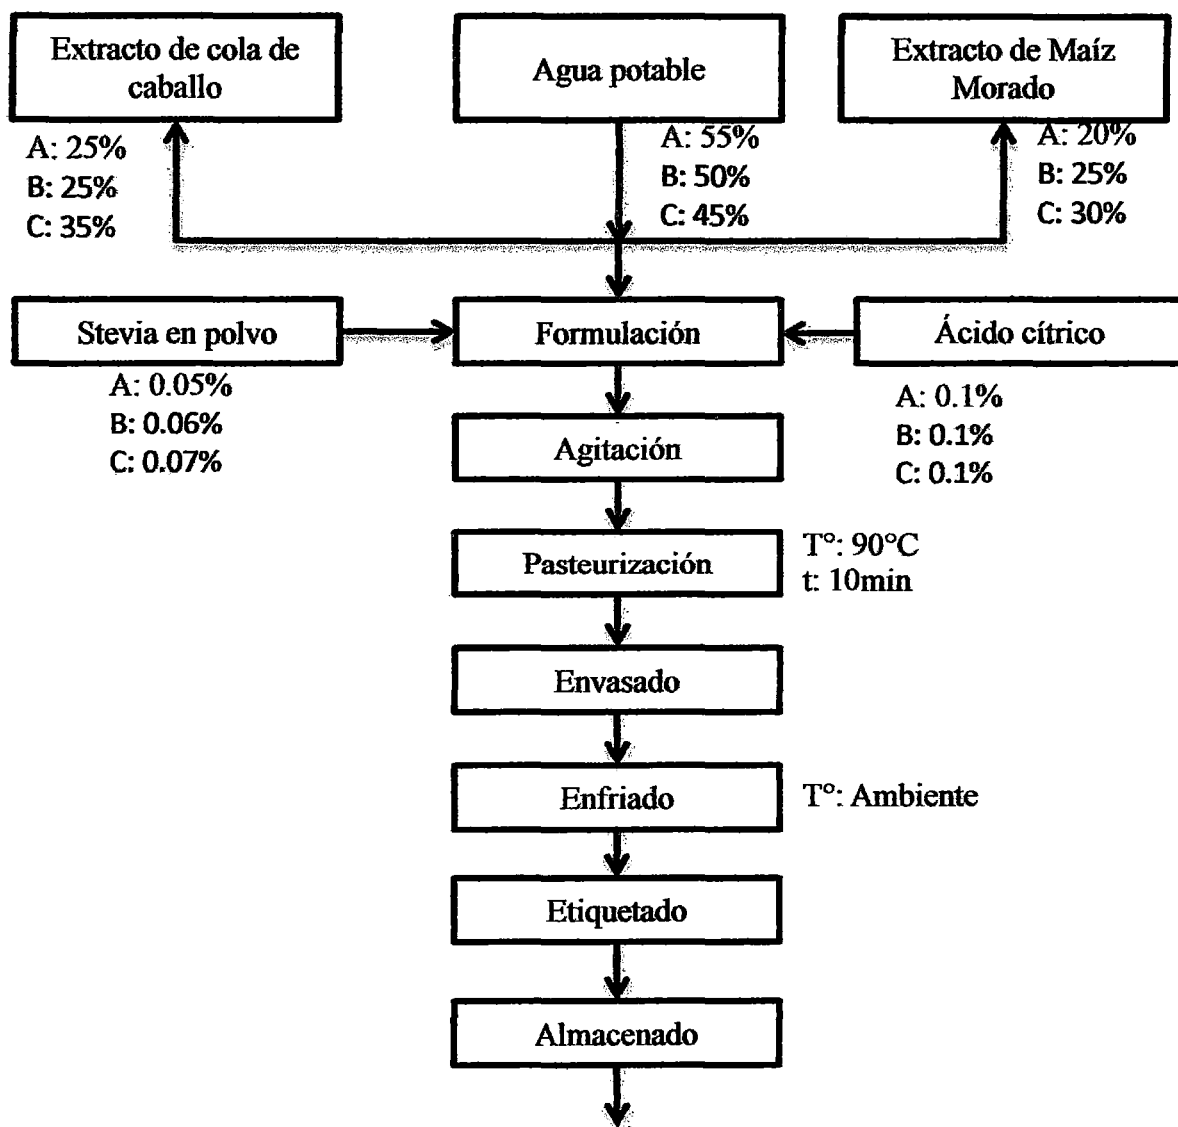 Extracto de cola de
caballo
Agua potable
Extracto de Maíz
Morado
A: 25%
B: 25%
C: 35%
A: 55%
B: 50%
C: 45%
A: 20%
B: 25%
C: 30%
Stevia en polvo
Formulación
Ácido cítrico
A: 0.05%
B: 0.06%
C: 0.07%
A: 0.1%
B: 0.1%
C: 0.1%
Agitación
Pasteurización
T°: 90°C
t: 10min
Envasado
Enfriado
T°: Ambiente
Etiquetado
Almacenado